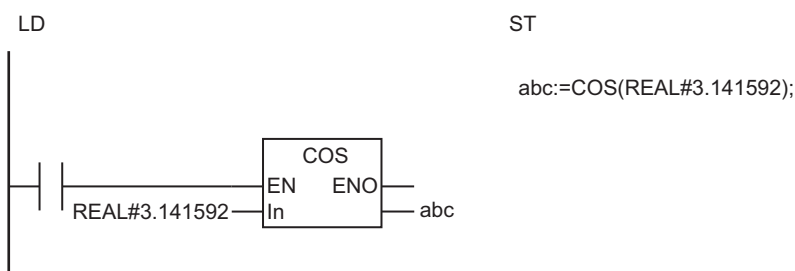 LD
ST
abc:=COS(REAL#3.141592);
COS
EN ENO
REAL#3.141592 In abc